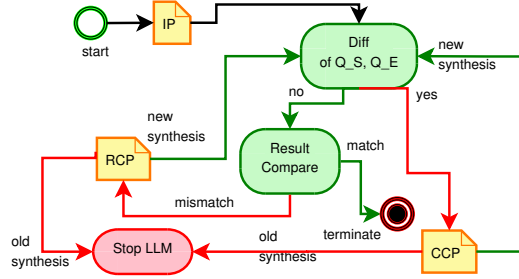 IP
start
Diff
of Q_S, Q_E
new
synthesis
no
yes
new
synthesis
Result
Compare
match
RCP
mismatch
terminate
old
synthesis
Stop LLM
old
synthesis
CCP